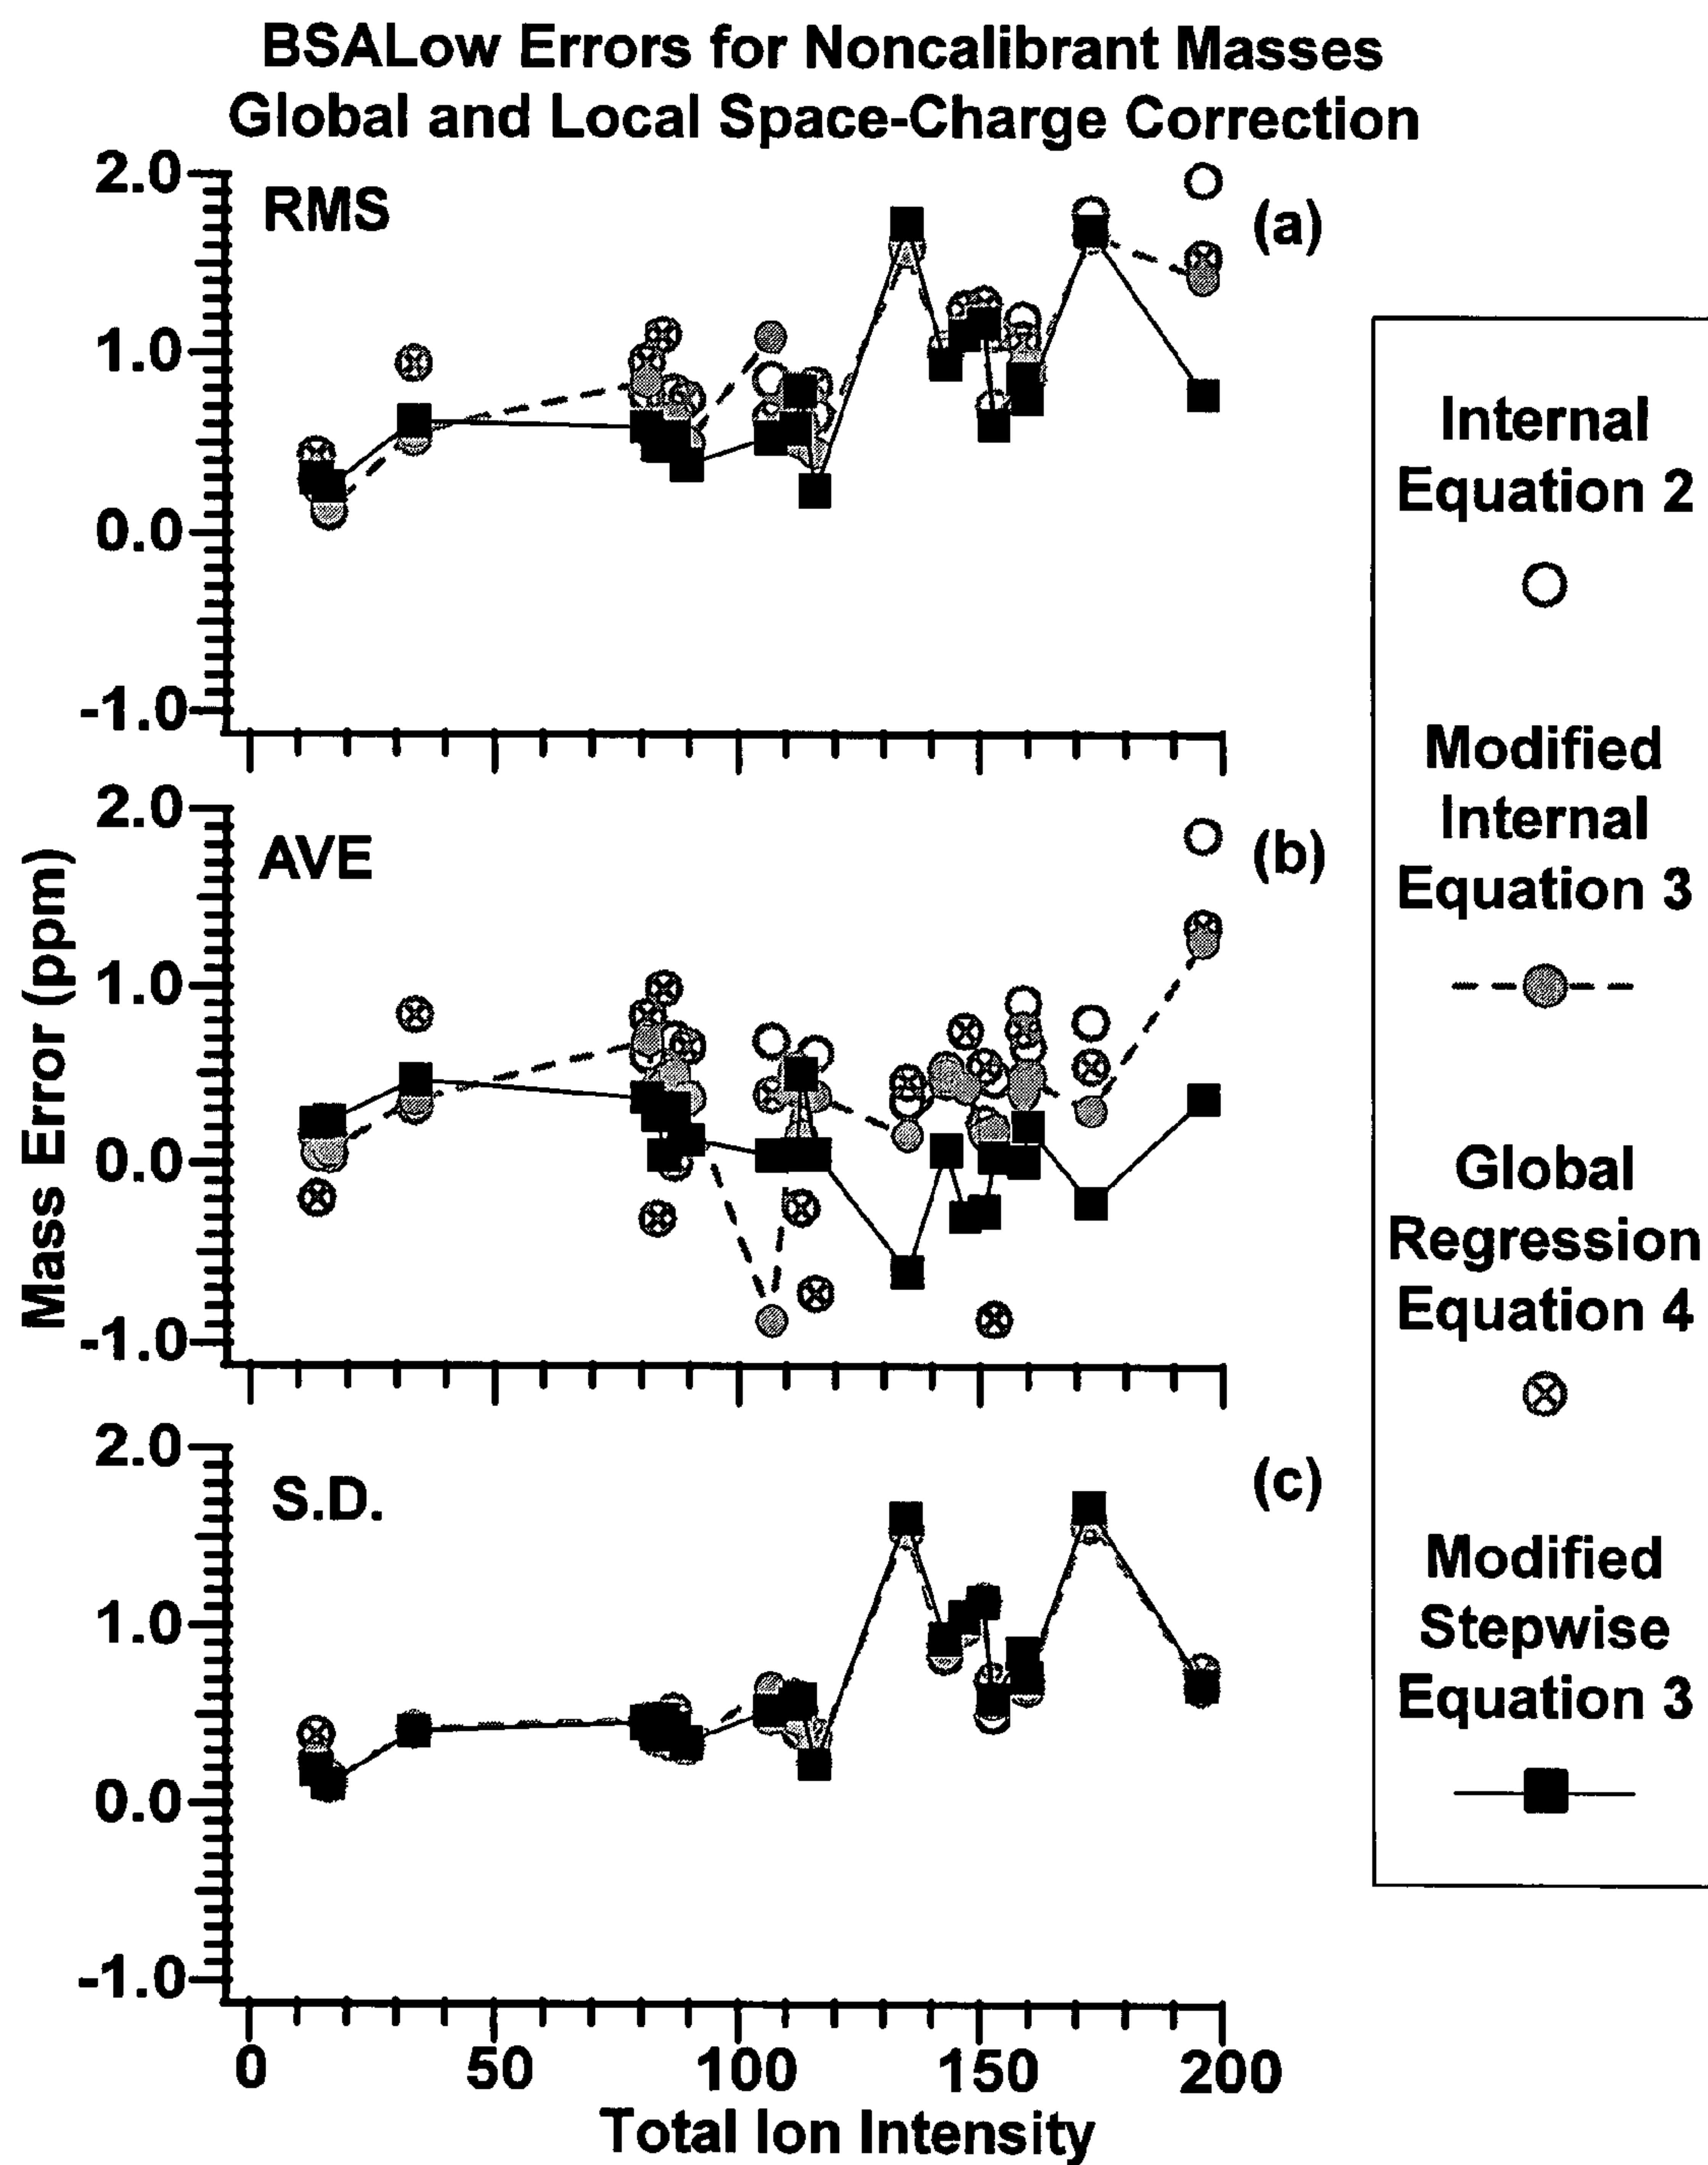 BSALow Errors for Noncalibrant Masses
Global and Local Space-Charge Correction
2.0
RMS
(a)
1.0
0.0
-1.0
2.0
AVE
(b)
1.0
0.0
-1.0
Mass Error (ppm)
2.0
S.D.
(c)
1.0
0.0
-1.0
0 50 100 150 200
Total Ion Intensity
Internal
Equation 2
Modified
Internal
Equation 3
Global
Regression
Equation 4
Modified
Stepwise
Equation 3